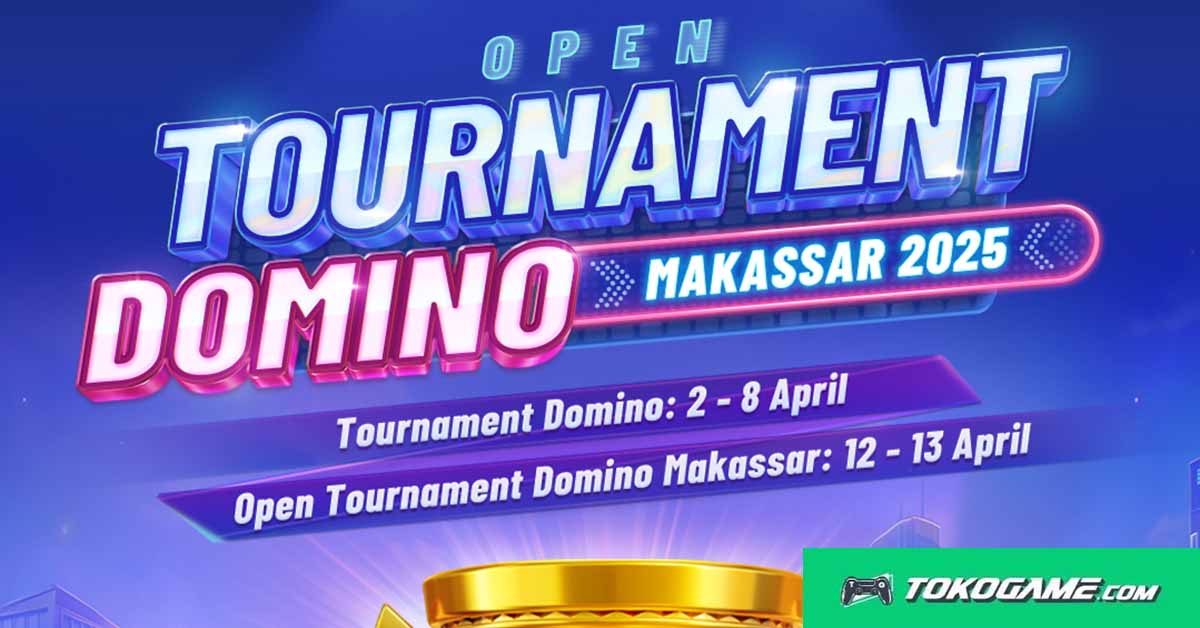 OPEN
TOURNAMENT
DOMINO
MAKASSAR 2025
Tournament Domino: 2 - 8 April
Open Tournament Domino Makassar: 12 - 13 April
TOKOGAME.COM